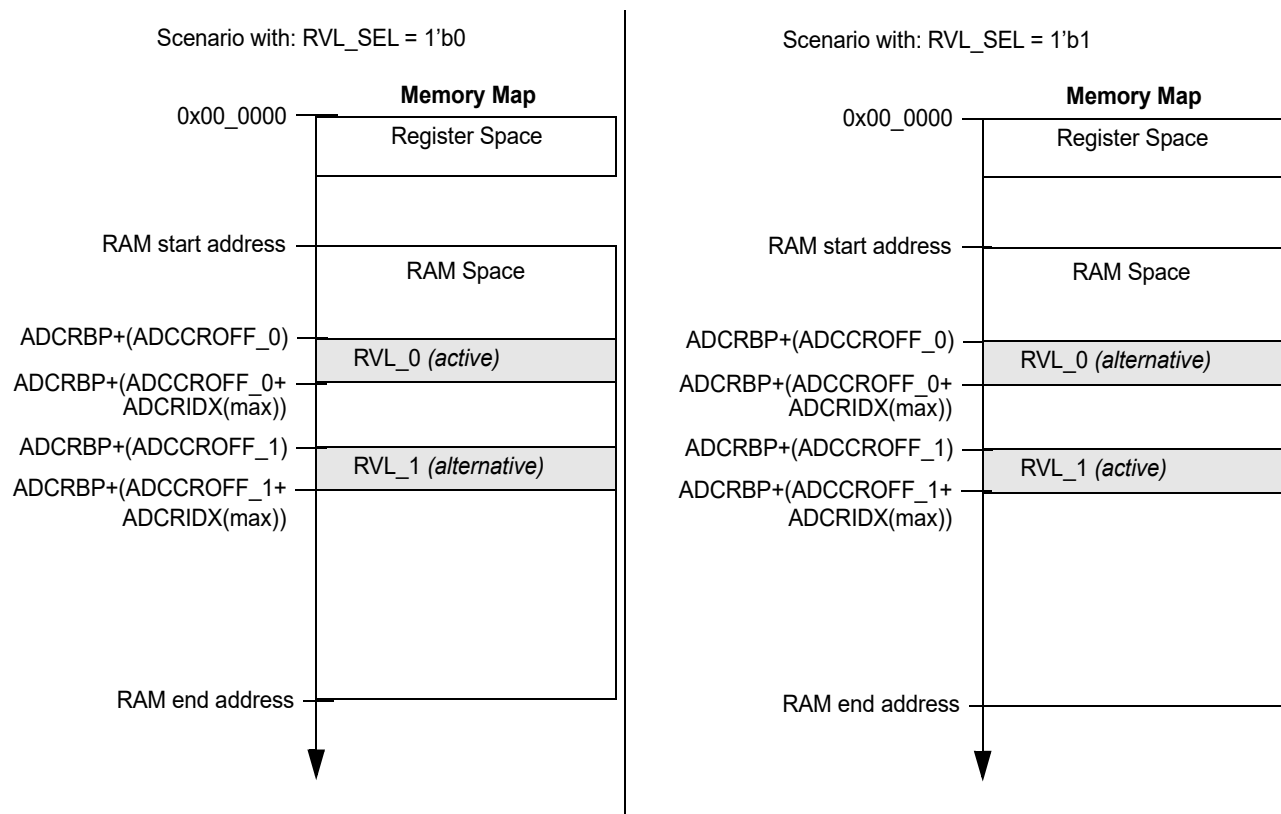 Scenario with: RVL_SEL = 1'b0
Memory Map
0x00_0000
Register Space
RAM start address
RAM Space
ADCRBP+(ADCCROFF_0)
RVL_0 (active)
ADCRBP+(ADCCROFF_0+
ADCRIDX(max))
ADCRBP+(ADCCROFF_1)
RVL_1 (alternative)
ADCRBP+(ADCCROFF_1+
ADCRIDX(max))
RAM end address
Scenario with: RVL_SEL = 1'b1
Memory Map
0x00_0000
Register Space
RAM start address
RAM Space
ADCRBP+(ADCCROFF_0)
RVL_0 (alternative)
ADCRBP+(ADCCROFF_0+
ADCRIDX(max))
ADCRBP+(ADCCROFF_1)
RVL_1 (active)
ADCRBP+(ADCCROFF_1+
ADCRIDX(max))
RAM end address